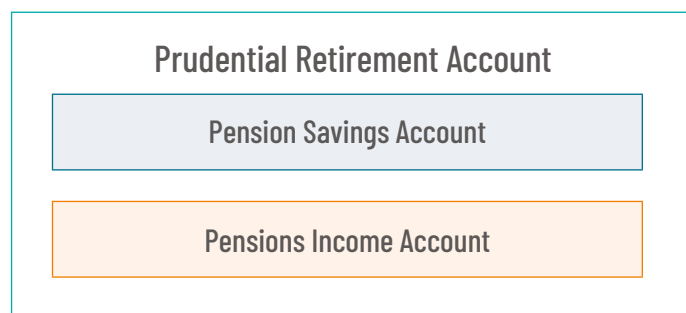 Prudential Retirement Account
Pension Savings Account
Pensions Income Account